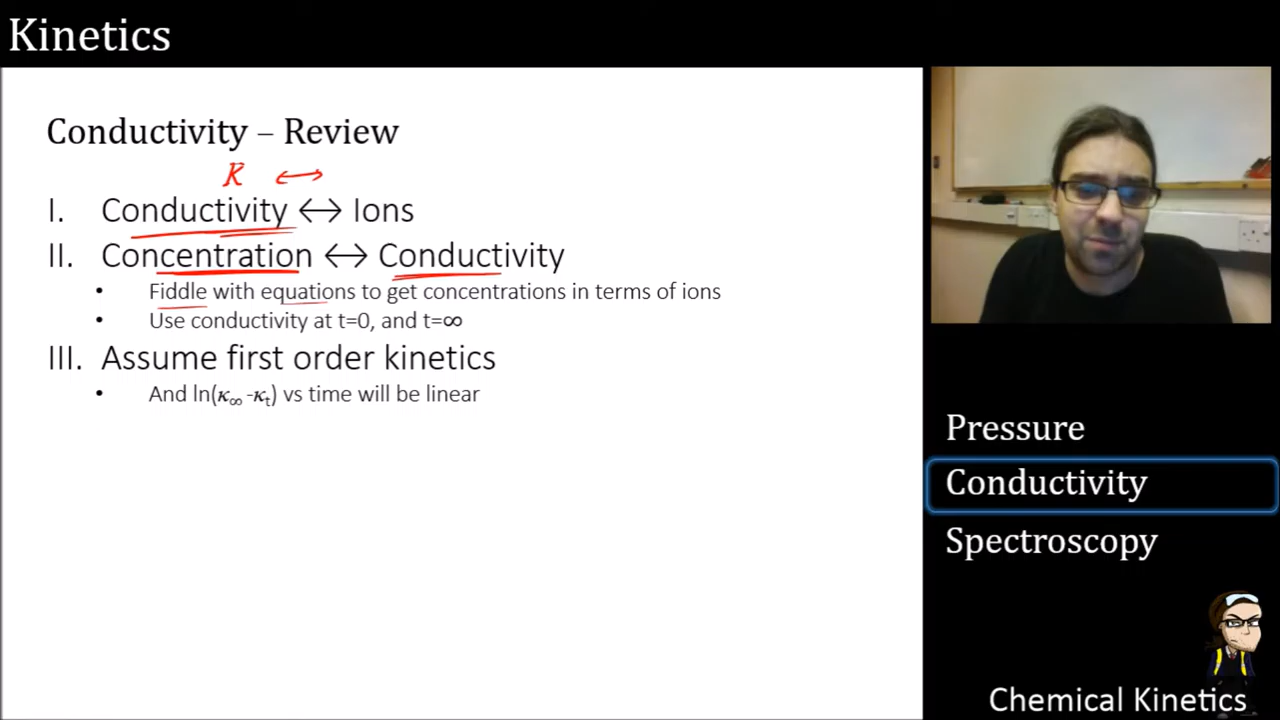 Kinetics
Conductivity – Review
K ↔
I. Conductivity ↔ Ions
II. Concentration ↔ Conductivity
• Fiddle with equations to get concentrations in terms of ions
• Use conductivity at t=0, and t=∞
III. Assume first order kinetics
• And ln(κ∞ -κt) vs time will be linear
Pressure
Conductivity
Spectroscopy
Chemical Kinetics